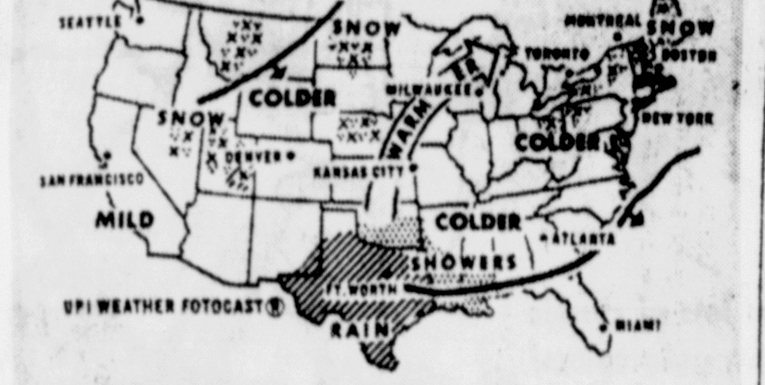 SEATTLE
SNOW
MONTREAL
SNOW
TORONTO
BOSTON
COLDER
MILWAUKEE
WARMER
SNOW
NEW YORK
COLDER
DENVER
KANSAS CITY
SAN FRANCISCO
MILD
COLDER
ATLANTA
SHOWERS
FT. WORTH
UPI WEATHER FOTOCAST ®
RAIN
MIAMI